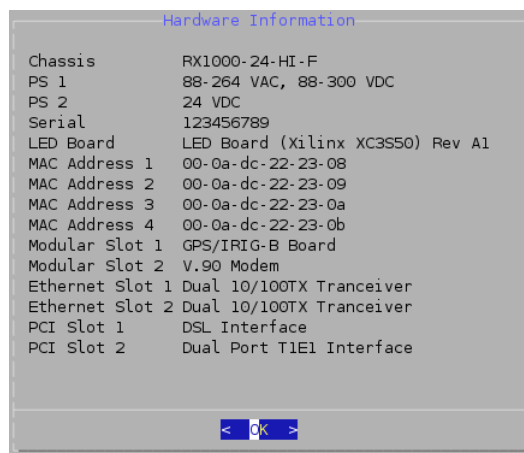 Hardware Information
Chassis RX1000-24-HI-F
PS 1 88-264 VAC, 88-300 VDC
PS 2 24 VDC
Serial 123456789
LED Board LED Board (Xilinx XC3S50) Rev A1
MAC Address 1 00-0a-dc-22-23-08
MAC Address 2 00-0a-dc-22-23-09
MAC Address 3 00-0a-dc-22-23-0a
MAC Address 4 00-0a-dc-22-23-0b
Modular Slot 1 GPS/IRIG-B Board
Modular Slot 2 V.90 Modem
Ethernet Slot 1 Dual 10/100TX Tranceiver
Ethernet Slot 2 Dual 10/100TX Tranceiver
PCI Slot 1 DSL Interface
PCI Slot 2 Dual Port T1E1 Interface
< OK >